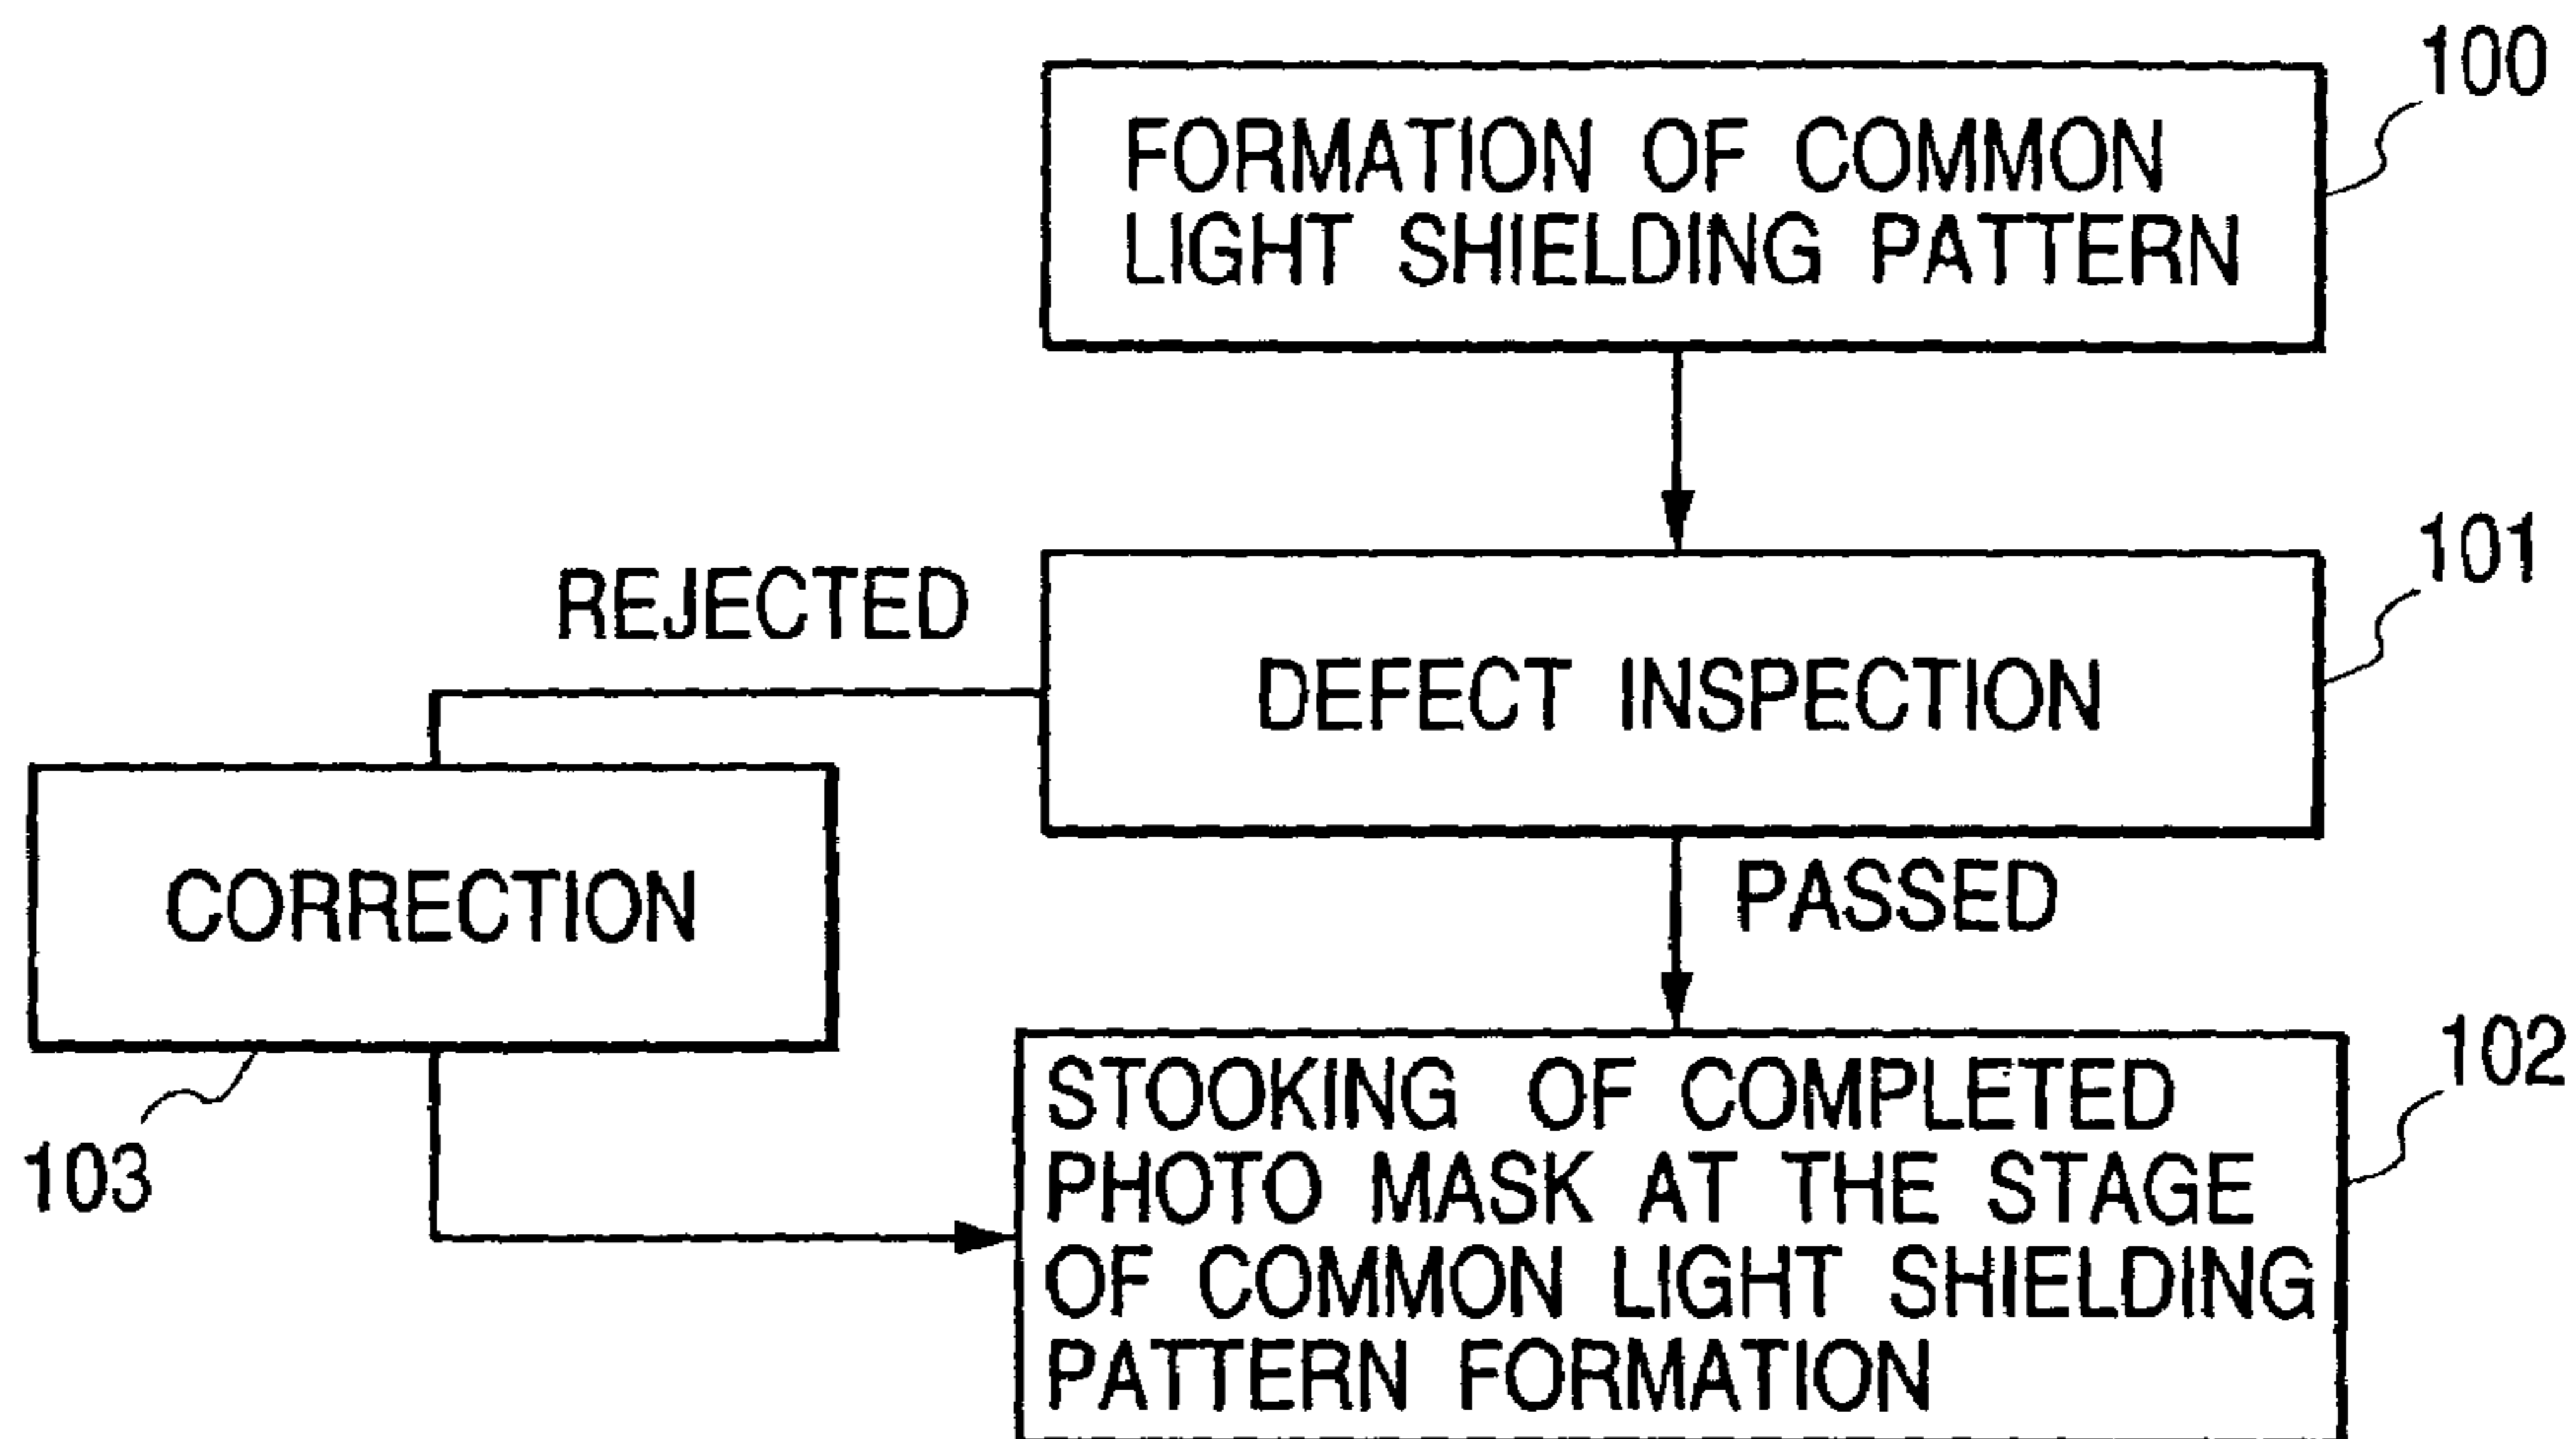 100
FORMATION OF COMMON
LIGHT SHIELDING PATTERN
101
REJECTED
DEFECT INSPECTION
PASSED
CORRECTION
103
102
STOOKING OF COMPLETED
PHOTO MASK AT THE STAGE
OF COMMON LIGHT SHIELDING
PATTERN FORMATION